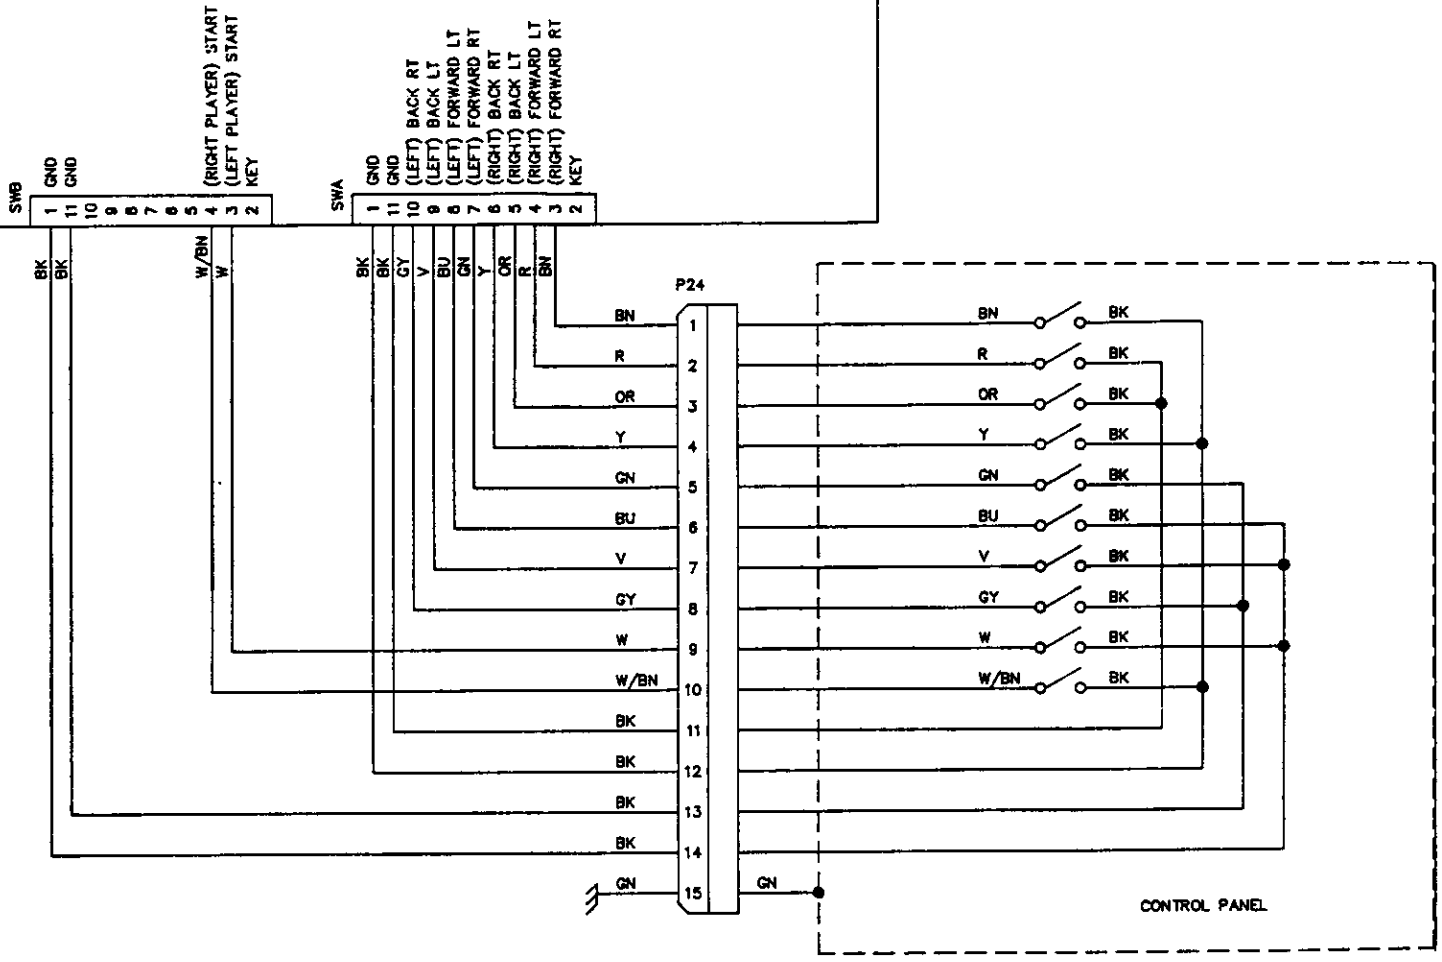 SWB
GND
GND
(RIGHT PLAYER) START
(LEFT PLAYER) START
KEY
1 11 10 9 8 7 6 5 4 3 2
BK
BK
W/BN
W
SWA
GND
GND
(LEFT) BACK RT
(LEFT) BACK LT
(LEFT) FORWARD LT
(LEFT) FORWARD RT
(RIGHT) BACK RT
(RIGHT) BACK LT
(RIGHT) FORWARD LT
(RIGHT) FORWARD RT
KEY
1 11 10 9 8 7 6 5 4 3 2
BK
BK
GY
V
BU
GN
Y
OR
R
BN
P24
BN 1 BN BK
R 2 R BK
OR 3 OR BK
Y 4 Y BK
GN 5 GN BK
BU 6 BU BK
V 7 V BK
GY 8 GY BK
W 9 W BK
W/BN 10 W/BN BK
BK 11
BK 12
BK 13
BK 14
GN 15 GN
CONTROL PANEL